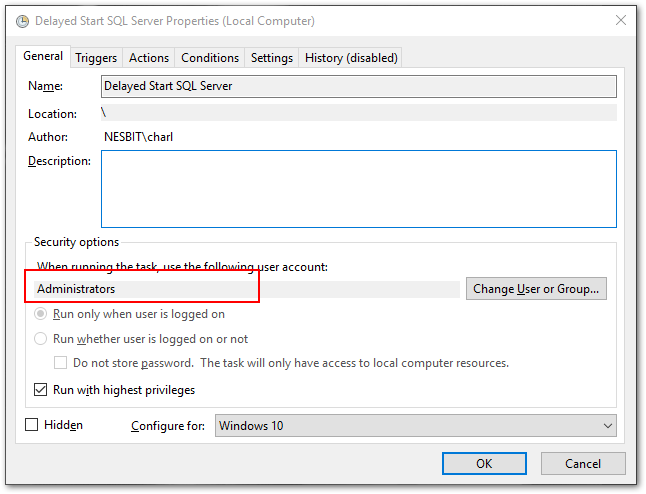 Delayed Start SQL Server Properties (Local Computer)
General Triggers Actions Conditions Settings History (disabled)
Name: Delayed Start SQL Server
Location: \
Author: NESBIT\charl
Description:
Security options
When running the task, use the following user account:
Administrators Change User or Group...
Run only when user is logged on
Run whether user is logged on or not
Do not store password. The task will only have access to local computer resources.
Run with highest privileges
Hidden Configure for: Windows 10
OK Cancel